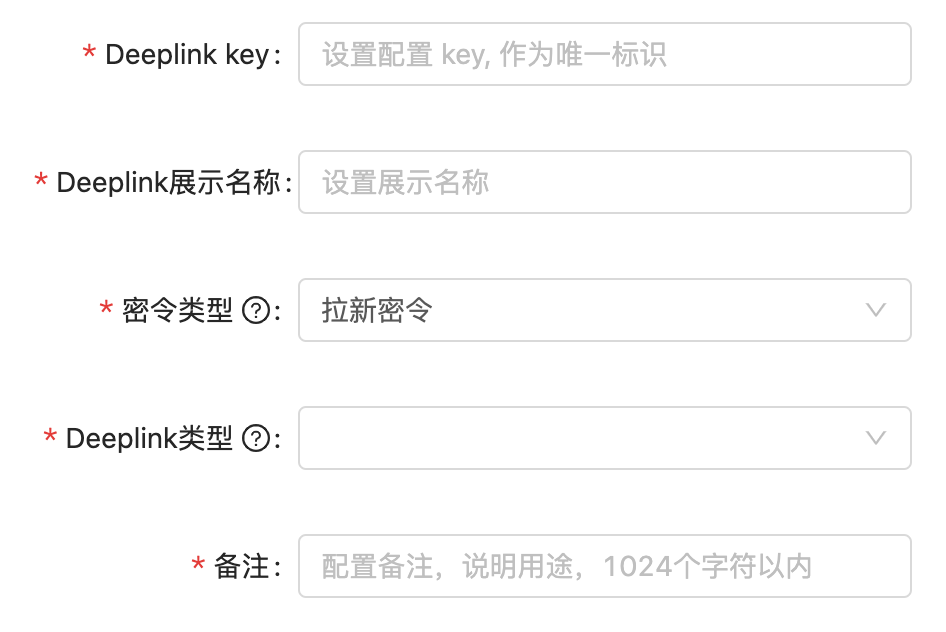 * Deeplink key: 设置配置 key, 作为唯一标识
* Deeplink展示名称: 设置展示名称
* 密令类型 ?: 拉新密令
* Deeplink类型 ?:
* 备注: 配置备注，说明用途，1024个字符以内